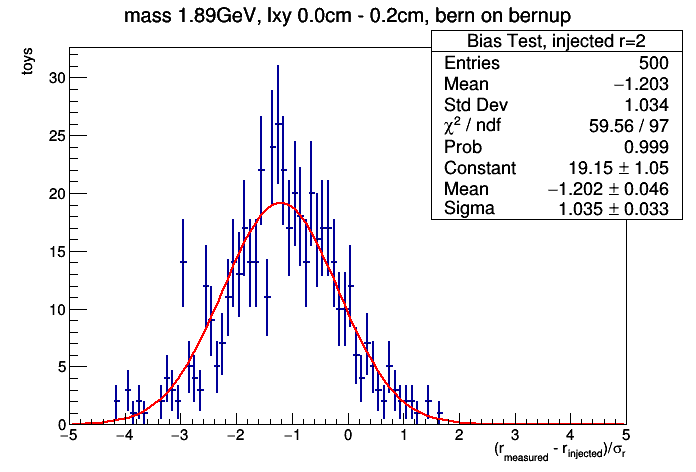 mass 1.89GeV, lxy 0.0cm - 0.2cm, bern on bernup
Bias Test, injected r=2
Entries 500
Mean −1.203
Std Dev 1.034
χ² / ndf 59.56 / 97
Prob 0.999
Constant 19.15 ± 1.05
Mean −1.202 ± 0.046
Sigma 1.035 ± 0.033
toys
30
25
20
15
10
5
0
−5 −4 −3 −2 −1 0 1 2 3 4 5
(r_measured - r_injected)/σ_r